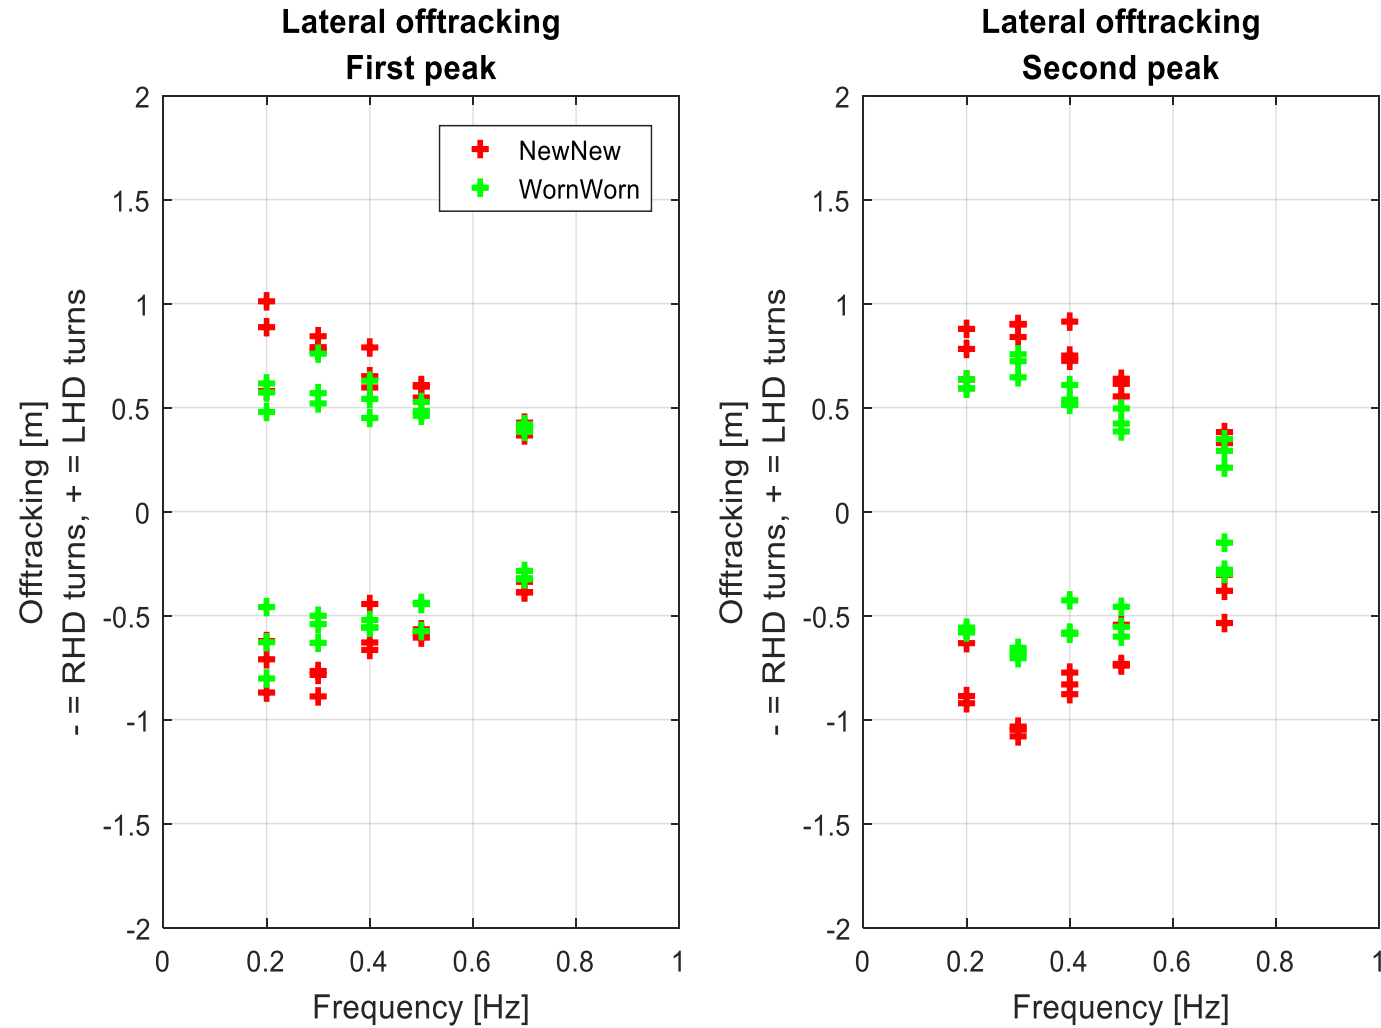 Lateral offtracking
First peak
2
1.5
1
0.5
0
-0.5
-1
-1.5
-2
0 0.2 0.4 0.6 0.8 1
Frequency [Hz]
Offtracking [m]
- = RHD turns, + = LHD turns
NewNew
WornWorn
Lateral offtracking
Second peak
2
1.5
1
0.5
0
-0.5
-1
-1.5
-2
0 0.2 0.4 0.6 0.8 1
Frequency [Hz]
Offtracking [m]
- = RHD turns, + = LHD turns